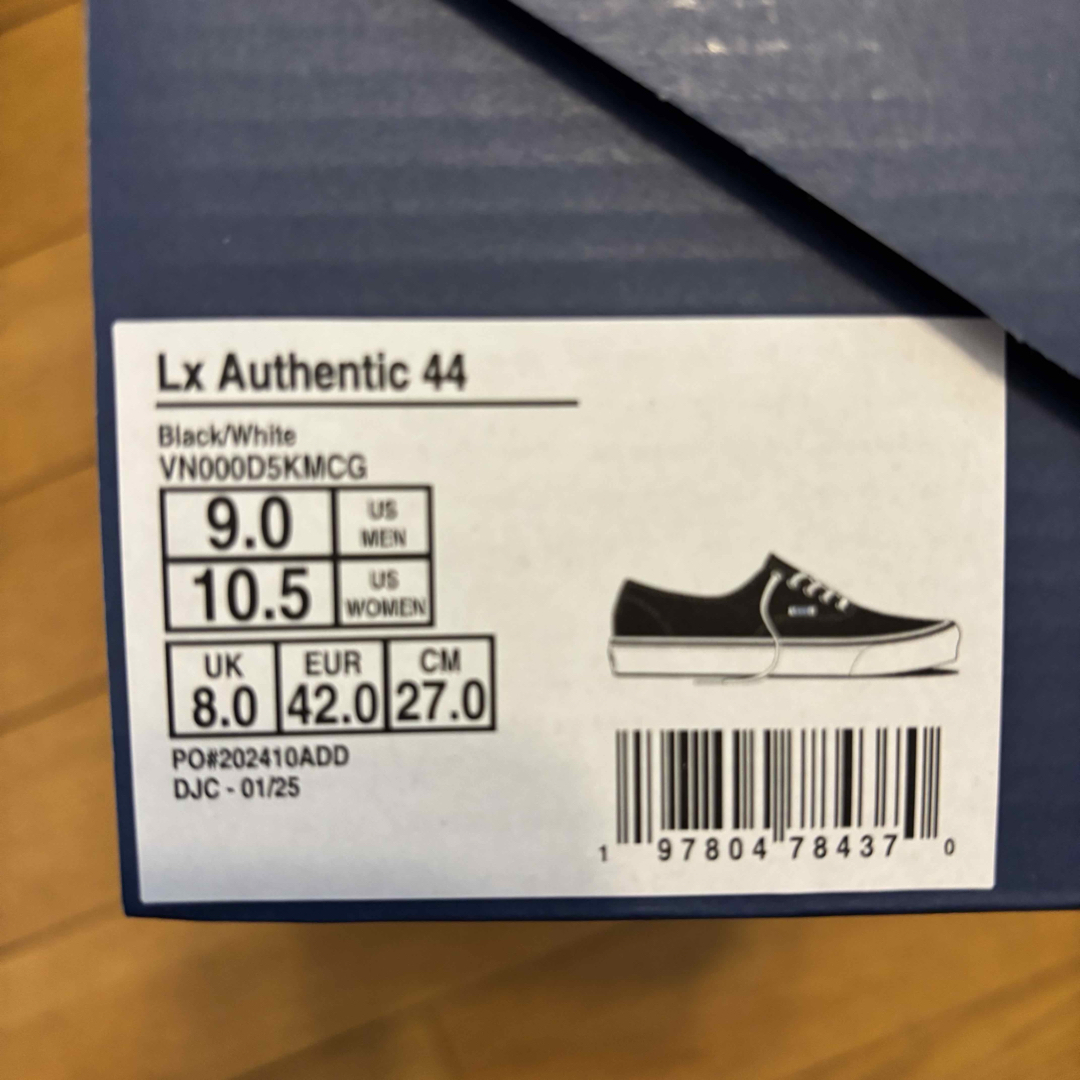 Lx Authentic 44
Black/White
VN000D5KMCG
9.0 US MEN
10.5 US WOMEN
UK EUR CM
8.0 42.0 27.0
PO#202410ADD
DJC - 01/25
1 97804 78437 0